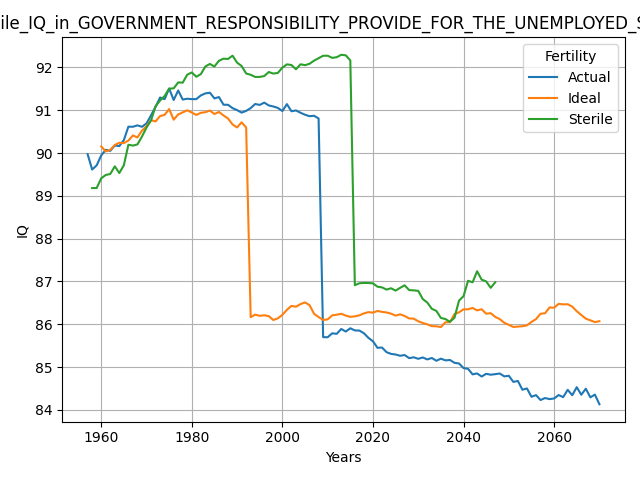 ile_IQ_in_GOVERNMENT_RESPONSIBILITY_PROVIDE_FOR_THE_UNEMPLOYED_S
Fertility
Actual
Ideal
Sterile
IQ
92
91
90
89
88
87
86
85
84
1960 1980 2000 2020 2040 2060
Years